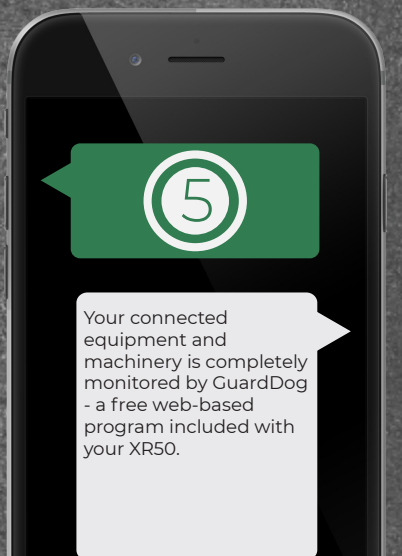 5
Your connected
equipment and
machinery is completely
monitored by GuardDog
- a free web-based
program included with
your XR50.